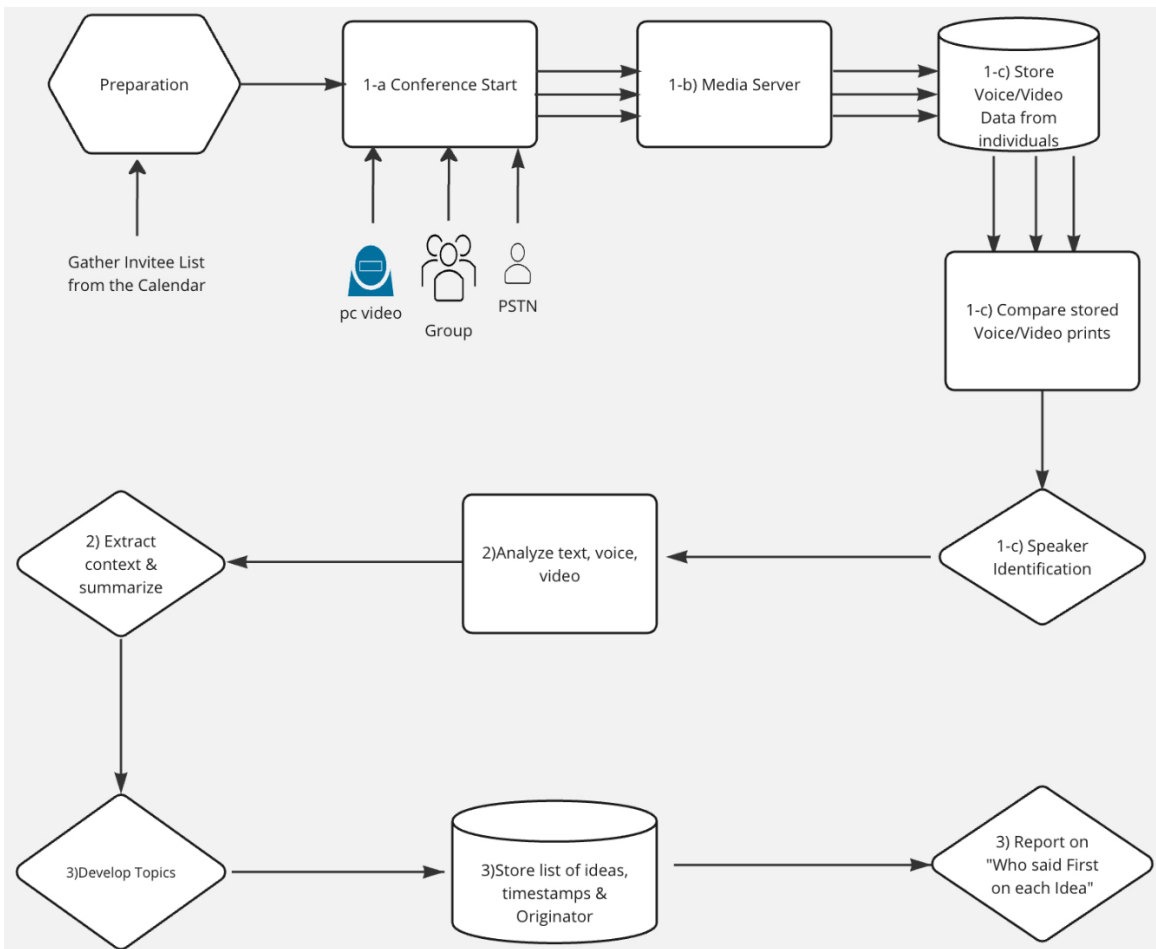 Preparation
1-a Conference Start
1-b) Media Server
1-c) Store
Voice/Video
Data from
individuals
Gather Invitee List
from the Calendar
pc video
Group
PSTN
1-c) Compare stored
Voice/Video prints
1-c) Speaker
Identification
2)Analyze text, voice,
video
2) Extract
context &
summarize
3)Develop Topics
3)Store list of ideas,
timestamps &
Originator
3) Report on
"Who said First
on each Idea"